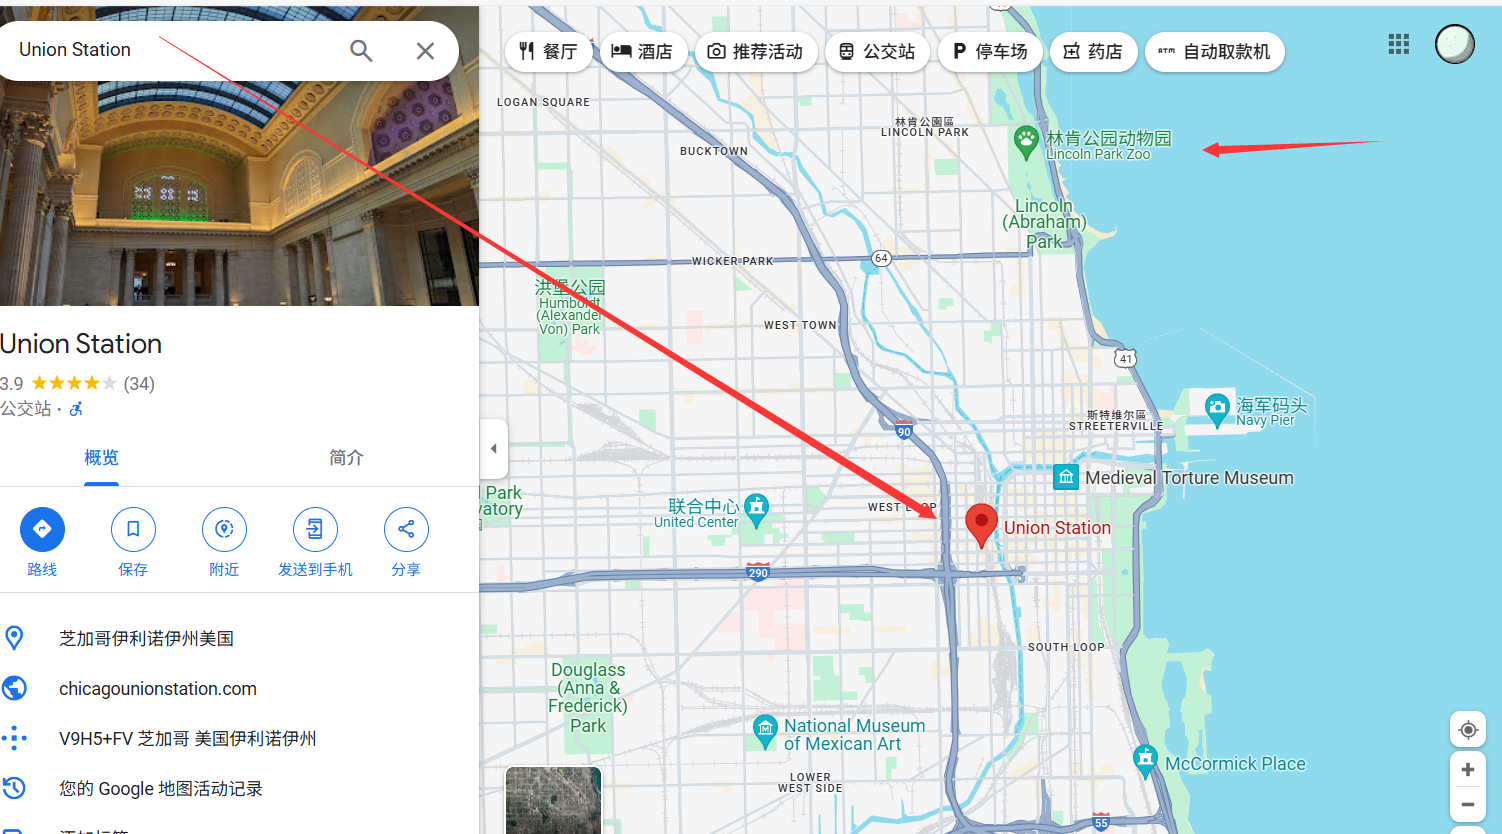 Union Station
Union Station
3.9
(34)
公交站 ·
概览
简介
路线
保存
附近
发送到手机
分享
芝加哥伊利诺伊州美国
chicagounionstation.com
V9H5+FV 芝加哥 美国伊利诺伊州
您的 Google 地图活动记录
餐厅
酒店
推荐活动
公交站
P 停车场
药店
ATM 自动取款机
LOGAN SQUARE
林肯公園區
LINCOLN PARK
BUCKTOWN
林肯公园动物园
Lincoln Park Zoo
Lincoln
(Abraham)
Park
WICKER PARK
64
洪堡公园
Humboldt
(Alexander
Von) Park
WEST TOWN
41
海军码头
Navy Pier
斯特维尔區
STREETERVILLE
90
Medieval Torture Museum
Park
vatory
联合中心
United Center
WEST LOOP
Union Station
290
SOUTH LOOP
Douglass
(Anna &
Frederick)
Park
National Museum
of Mexican Art
McCormick Place
LOWER
WEST SIDE
55